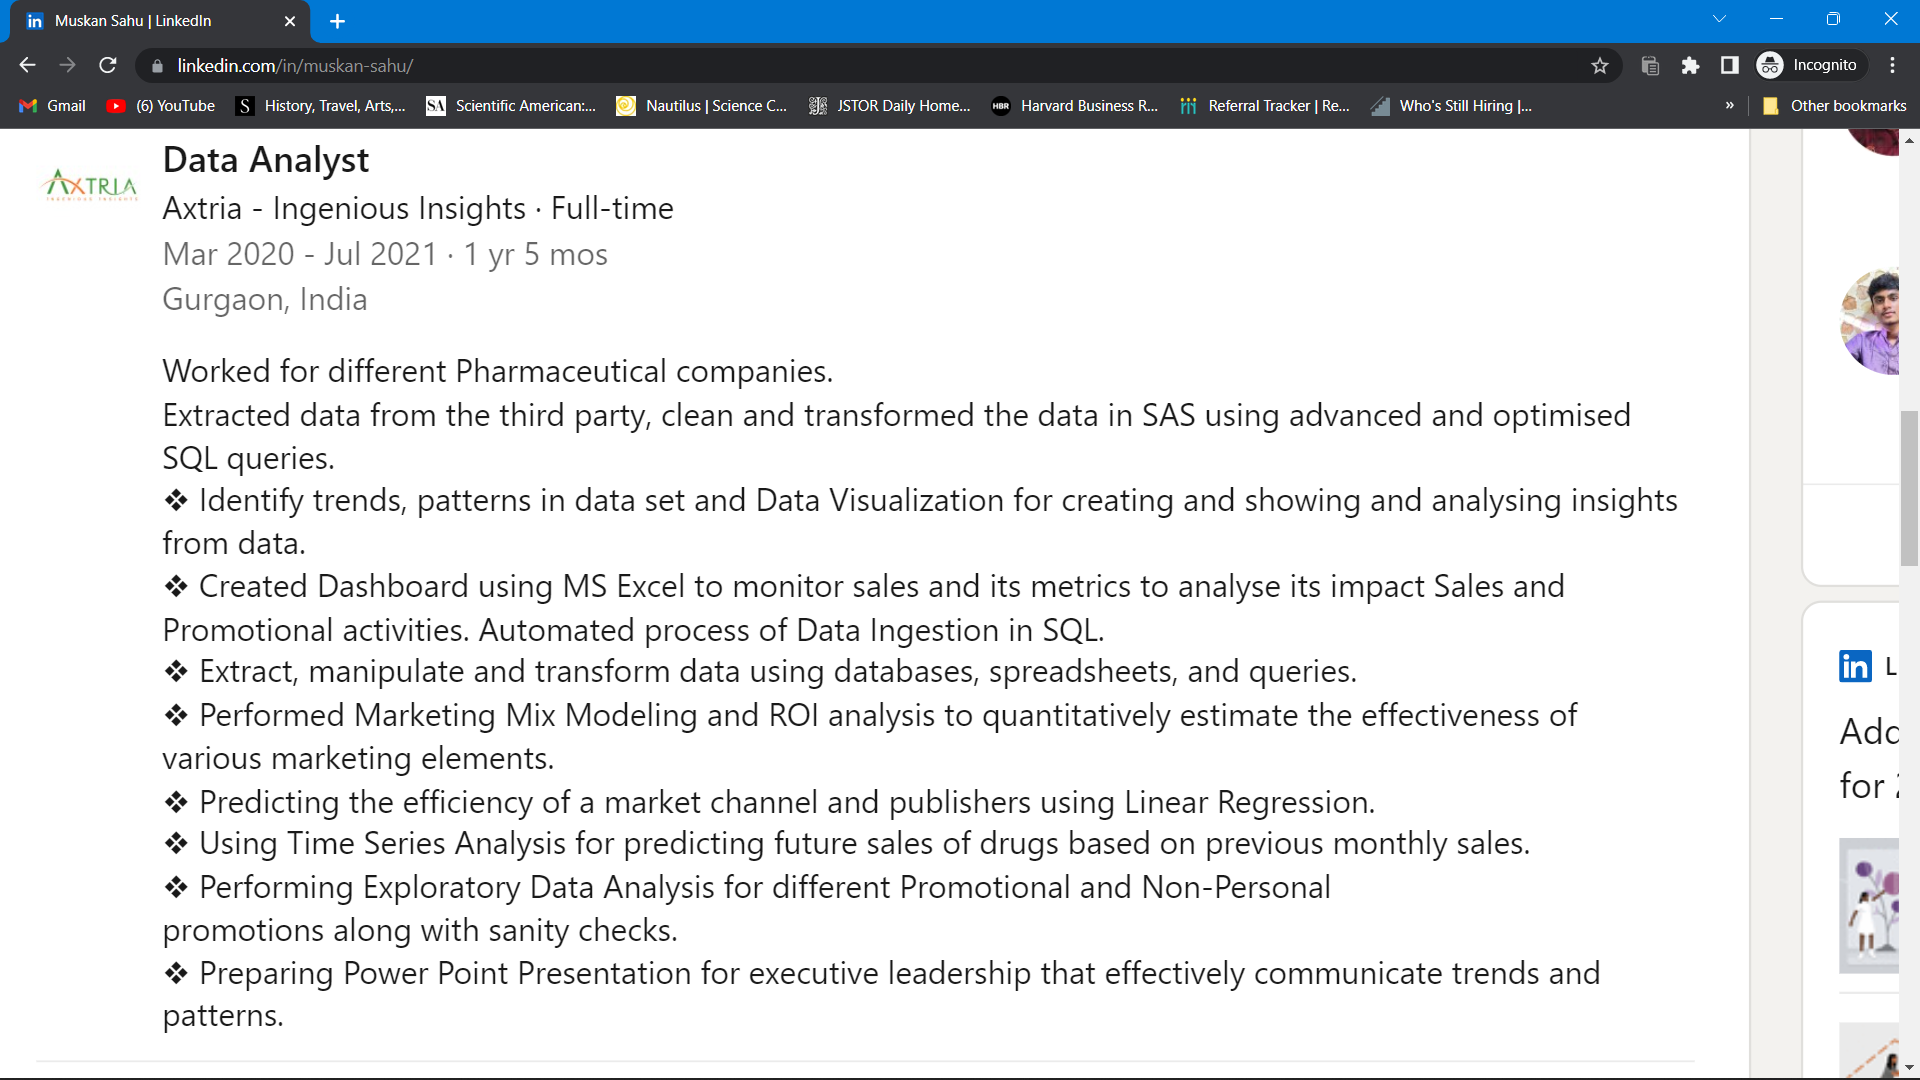 Muskan Sahu | LinkedIn
linkedin.com/in/muskan-sahu/
Incognito
Gmail
(6) YouTube
S
History, Travel, Arts,...
SA
Scientific American:...
Nautilus | Science C...
JSTOR Daily Home...
HBR
Harvard Business R...
Referral Tracker | Re...
Who's Still Hiring |...
»
Other bookmarks
AXTRIA
INGENIOUS INSIGHTS
Data Analyst
Axtria - Ingenious Insights · Full-time
Mar 2020 - Jul 2021 · 1 yr 5 mos
Gurgaon, India
Worked for different Pharmaceutical companies.
Extracted data from the third party, clean and transformed the data in SAS using advanced and optimised
SQL queries.
❖ Identify trends, patterns in data set and Data Visualization for creating and showing and analysing insights
from data.
❖ Created Dashboard using MS Excel to monitor sales and its metrics to analyse its impact Sales and
Promotional activities. Automated process of Data Ingestion in SQL.
❖ Extract, manipulate and transform data using databases, spreadsheets, and queries.
❖ Performed Marketing Mix Modeling and ROI analysis to quantitatively estimate the effectiveness of
various marketing elements.
❖ Predicting the efficiency of a market channel and publishers using Linear Regression.
❖ Using Time Series Analysis for predicting future sales of drugs based on previous monthly sales.
❖ Performing Exploratory Data Analysis for different Promotional and Non-Personal
promotions along with sanity checks.
❖ Preparing Power Point Presentation for executive leadership that effectively communicate trends and
patterns.
in L
Add
for